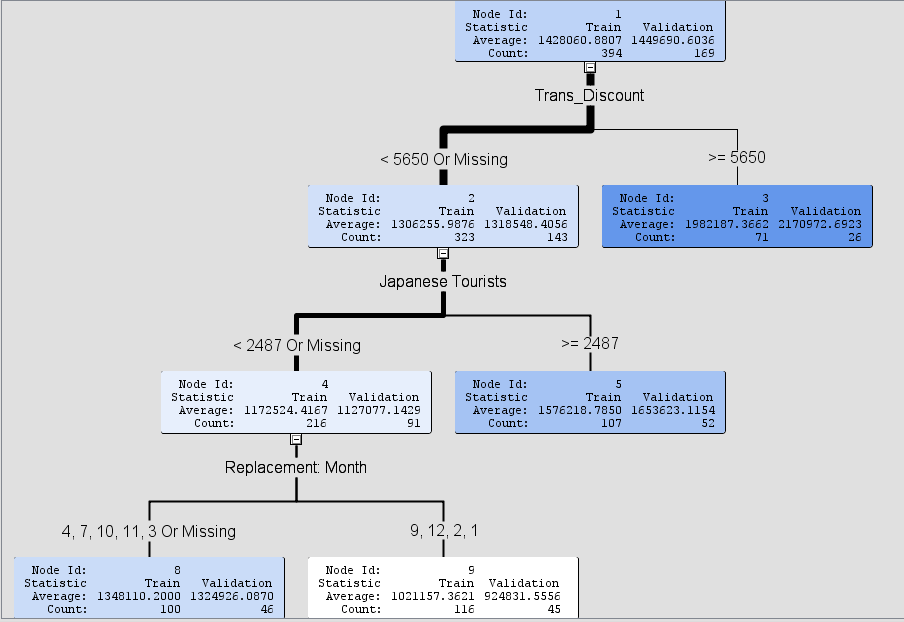 Node Id: 1
Statistic Train Validation
Average: 1428060.8807 1449690.6036
Count: 394 169
Trans_Discount
< 5650 Or Missing
>= 5650
Node Id: 2
Statistic Train Validation
Average: 1306255.9876 1318548.4056
Count: 323 143
Node Id: 3
Statistic Train Validation
Average: 1982187.3662 2170972.6923
Count: 71 26
Japanese Tourists
< 2487 Or Missing
>= 2487
Node Id: 4
Statistic Train Validation
Average: 1172524.4167 1127077.1429
Count: 216 91
Node Id: 5
Statistic Train Validation
Average: 1576218.7850 1653623.1154
Count: 107 52
Replacement: Month
4, 7, 10, 11, 3 Or Missing
9, 12, 2, 1
Node Id: 8
Statistic Train Validation
Average: 1348110.2000 1324926.0870
Count: 100 46
Node Id: 9
Statistic Train Validation
Average: 1021157.3621 924831.5556
Count: 116 45